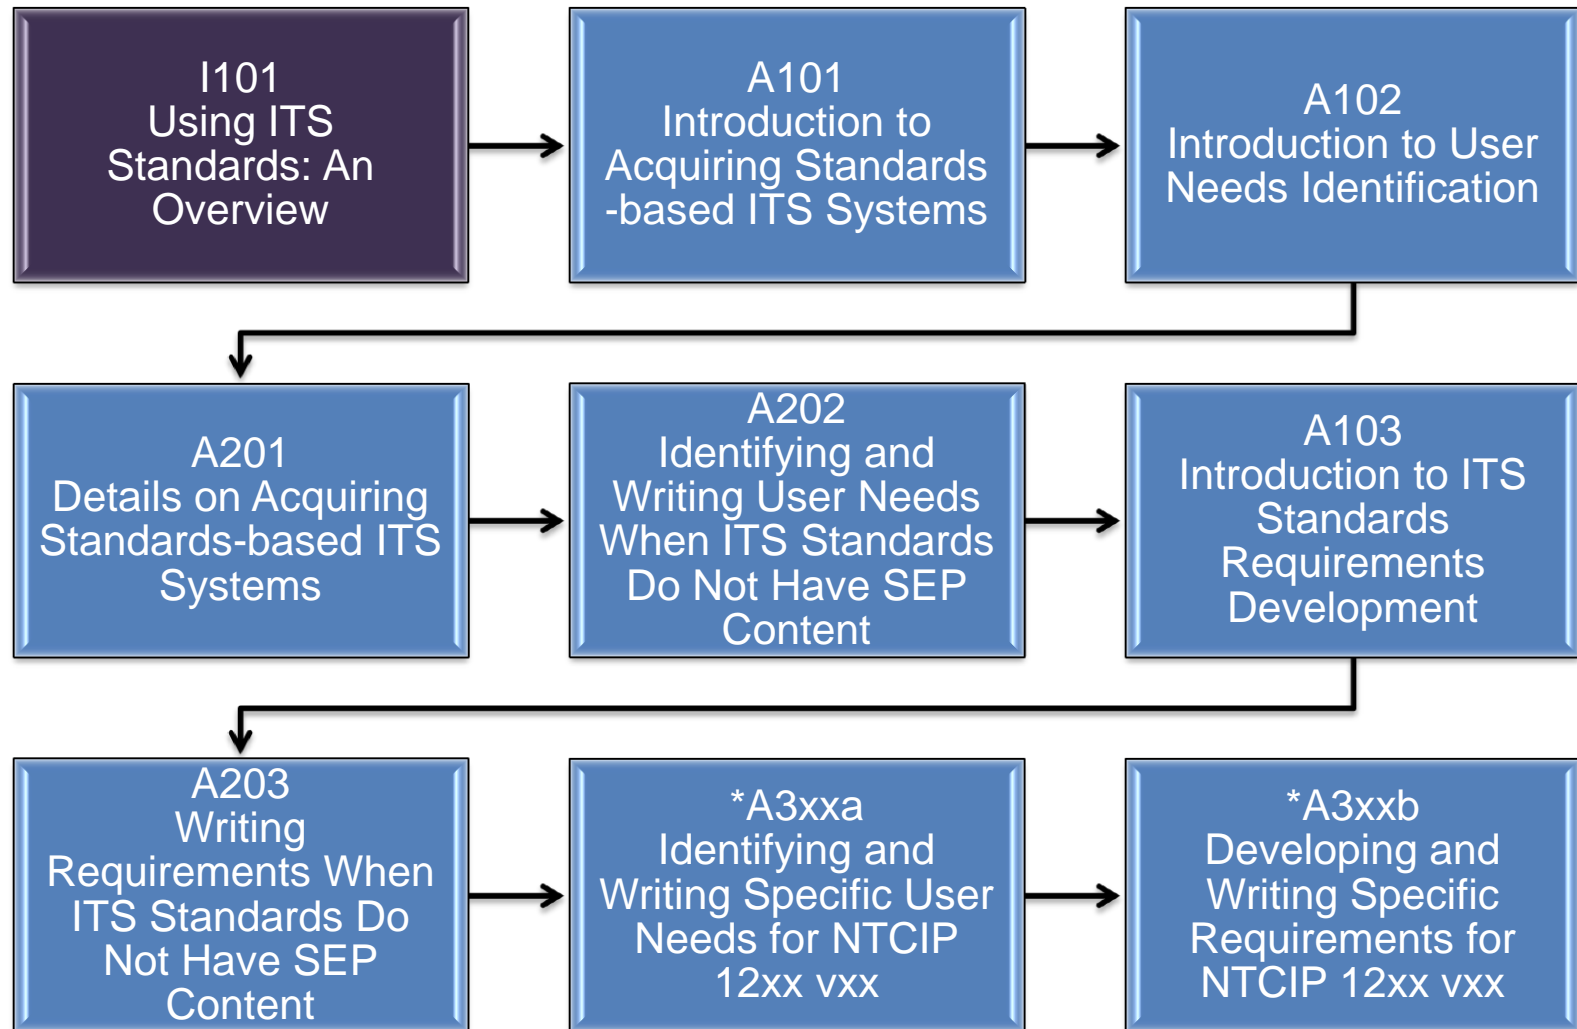 I101
Using ITS
Standards: An
Overview
A101
Introduction to
Acquiring Standards
-based ITS Systems
A102
Introduction to User
Needs Identification
A201
Details on Acquiring
Standards-based ITS
Systems
A202
Identifying and
Writing User Needs
When ITS Standards
Do Not Have SEP
Content
A103
Introduction to ITS
Standards
Requirements
Development
A203
Writing
Requirements When
ITS Standards Do
Not Have SEP
Content
*A3xxa
Identifying and
Writing Specific User
Needs for NTCIP
12xx vxx
*A3xxb
Developing and
Writing Specific
Requirements for
NTCIP 12xx vxx